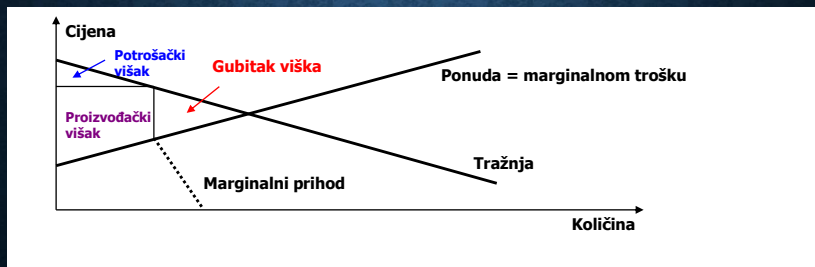 Cijena
Potrošački
višak
Gubitak viška
Ponuda = marginalnom trošku
Proizvođački
višak
Tražnja
Marginalni prihod
Količina